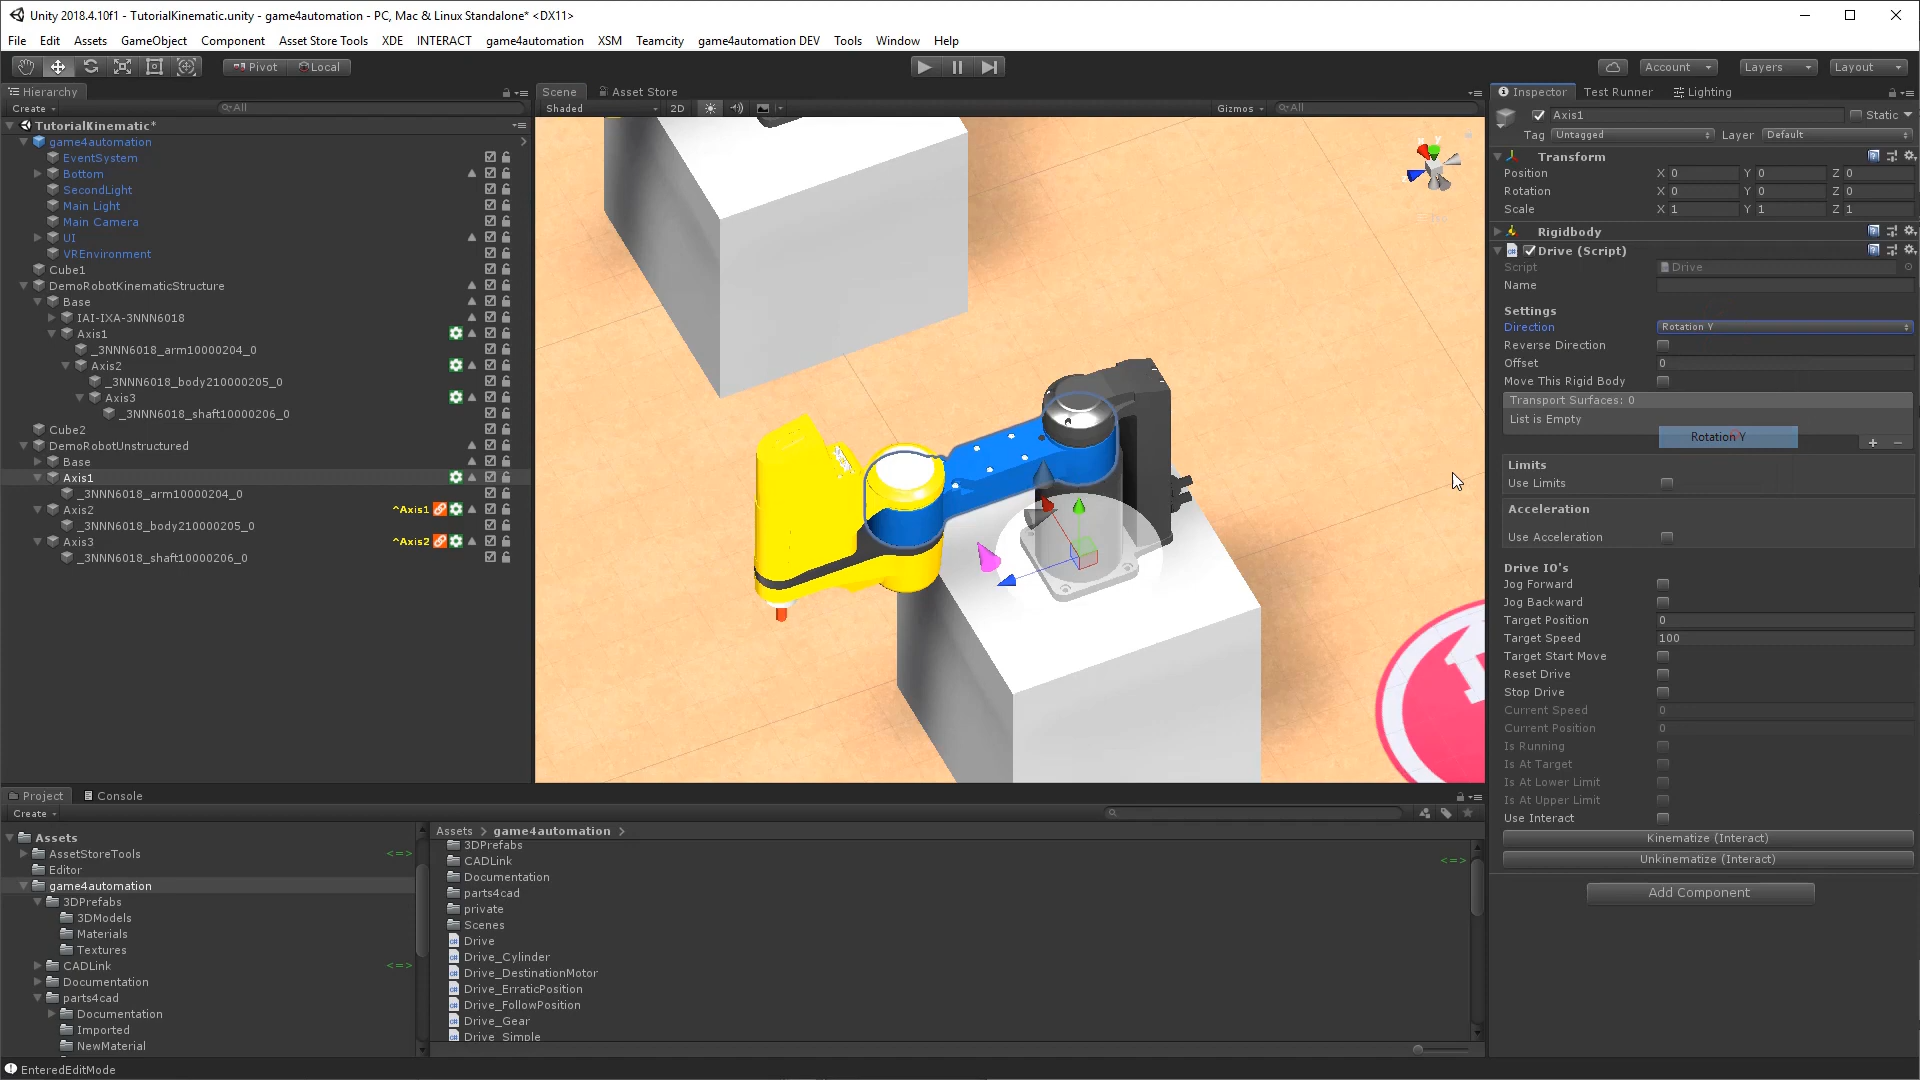 Unity 2018.4.10f1 - TutorialKinematic.unity - game4automation - PC, Mac & Linux Standalone* <DX11>
File Edit Assets GameObject Component Asset Store Tools XDE INTERACT game4automation XSM Teamcity game4automation DEV Tools Window Help
Pivot Local Account Layers Layout
Hierarchy
Create All
TutorialKinematic*
game4automation
EventSystem
Bottom
SecondLight
Main Light
Main Camera
UI
VREnvironment
Cube1
DemoRobotKinematicStructure
Base
IAI-IXA-3NNN6018
Axis1
_3NNN6018_arm10000204_0
Axis2
_3NNN6018_body210000205_0
Axis3
_3NNN6018_shaft10000206_0
Cube2
DemoRobotUnstructured
Base
Axis1
_3NNN6018_arm10000204_0
Axis2 ^Axis1
_3NNN6018_body210000205_0
Axis3 ^Axis2
_3NNN6018_shaft10000206_0
Scene Asset Store
Shaded 2D Gizmos All
Inspector Test Runner Lighting
Axis1 Static
Tag Untagged Layer Default
Transform
Position X 0 Y 0 Z 0
Rotation X 0 Y 0 Z 0
Scale X 1 Y 1 Z 1
Rigidbody
Drive (Script)
Script Drive
Name
Settings
Direction Rotation Y
Reverse Direction
Offset 0
Move This Rigid Body
Transport Surfaces: 0
List is Empty
Rotation Y
+ −
Limits
Use Limits
Acceleration
Use Acceleration
Drive IO's
Jog Forward
Jog Backward
Target Position 0
Target Speed 100
Target Start Move
Reset Drive
Stop Drive
Current Speed 0
Current Position 0
Is Running
Is At Target
Is At Lower Limit
Is At Upper Limit
Use Interact
Kinematize (Interact)
Unkinematize (Interact)
Add Component
Project Console
Create
Assets
AssetStoreTools <=>
Editor
game4automation
3DPrefabs
3DModels
Materials
Textures
CADLink <=>
Documentation
parts4cad
Documentation
Imported
NewMaterial
Assets > game4automation >
3DPrefabs
CADLink <=>
Documentation
parts4cad
private
Scenes
Drive
Drive_Cylinder
Drive_DestinationMotor
Drive_ErraticPosition
Drive_FollowPosition
Drive_Gear
Drive_Simple
EnteredEditMode